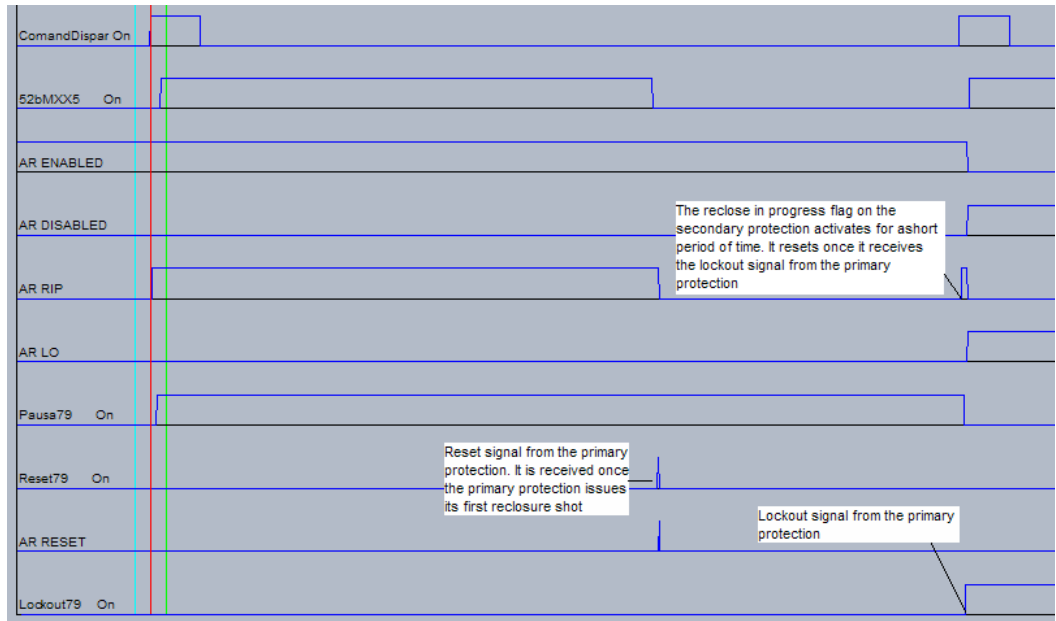 ComandDispar On
52bMXX5 On
AR ENABLED
AR DISABLED
The reclose in progress flag on the
secondary protection activates for ashort
period of time. It resets once it receives
the lockout signal from the primary
protection
AR RIP
AR LO
Pausa79 On
Reset signal from the primary
protection. It is received once
the primary protection issues
its first reclosure shot
Reset79 On
Lockout signal from the primary
protection
AR RESET
Lockout79 On